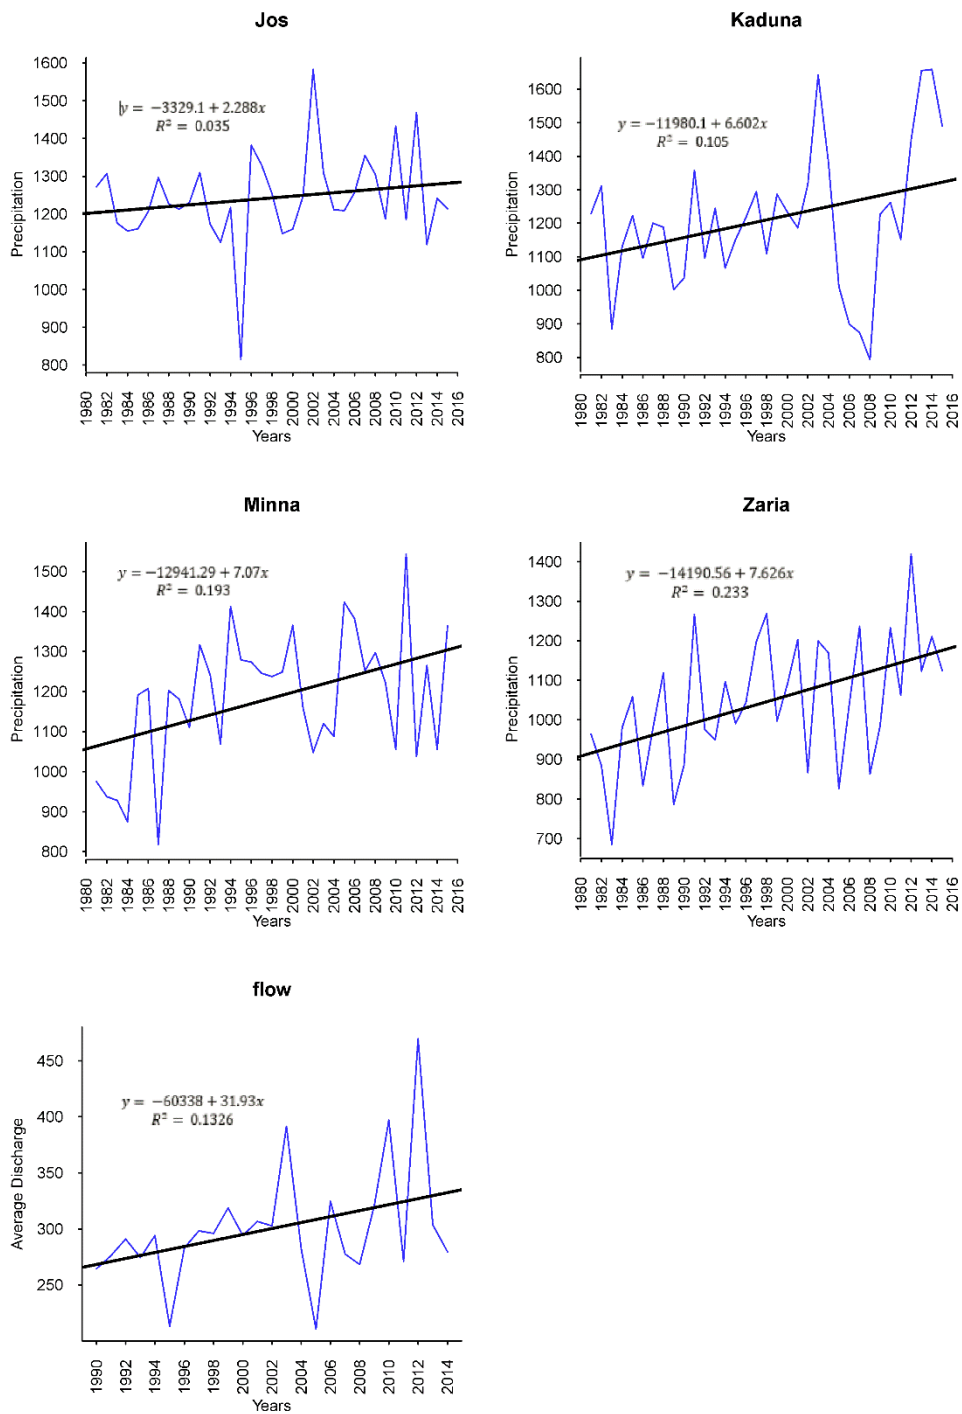 Jos
Precipitation
1600
1500
1400
1300
1200
1100
1000
900
800
y = −3329.1 + 2.288x
R² = 0.035
1980 1982 1984 1986 1988 1990 1992 1994 1996 1998 2000 2002 2004 2006 2008 2010 2012 2014 2016
Years
Kaduna
Precipitation
1600
1500
1400
1300
1200
1100
1000
900
800
y = −11980.1 + 6.602x
R² = 0.105
1980 1982 1984 1986 1988 1990 1992 1994 1996 1998 2000 2002 2004 2006 2008 2010 2012 2014 2016
Years
Minna
Precipitation
1500
1400
1300
1200
1100
1000
900
800
y = −12941.29 + 7.07x
R² = 0.193
1980 1982 1984 1986 1988 1990 1992 1994 1996 1998 2000 2002 2004 2006 2008 2010 2012 2014 2016
Years
Zaria
Precipitation
1400
1300
1200
1100
1000
900
800
700
y = −14190.56 + 7.626x
R² = 0.233
1980 1982 1984 1986 1988 1990 1992 1994 1996 1998 2000 2002 2004 2006 2008 2010 2012 2014 2016
Years
flow
Average Discharge
450
400
350
300
250
y = −60338 + 31.93x
R² = 0.1326
1990 1992 1994 1996 1998 2000 2002 2004 2006 2008 2010 2012 2014
Years